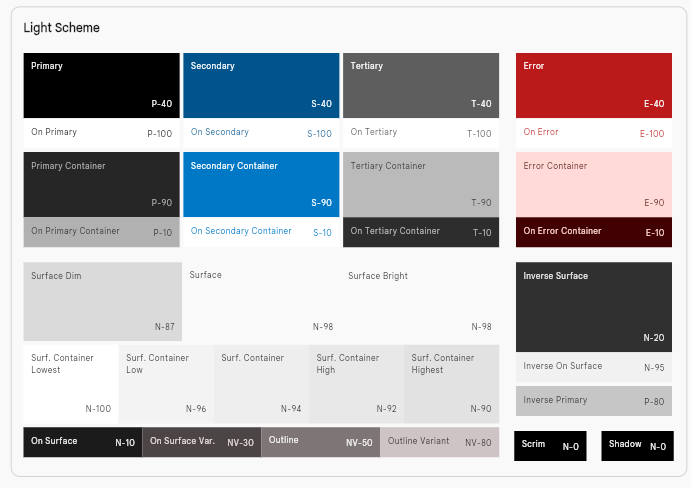 Light Scheme
Primary
P-40
Secondary
S-40
Tertiary
T-40
Error
E-40
On Primary P-100
On Secondary S-100
On Tertiary T-100
On Error E-100
Primary Container
P-90
Secondary Container
S-90
Tertiary Container
T-90
Error Container
E-90
On Primary Container P-10
On Secondary Container S-10
On Tertiary Container T-10
On Error Container E-10
Surface Dim
N-87
Surface
N-98
Surface Bright
N-98
Inverse Surface
N-20
Surf. Container
Lowest
N-100
Surf. Container
Low
N-96
Surf. Container
N-94
Surf. Container
High
N-92
Surf. Container
Highest
N-90
Inverse On Surface N-95
Inverse Primary P-80
On Surface N-10
On Surface Var. NV-30
Outline NV-50
Outline Variant NV-80
Scrim N-0
Shadow N-0